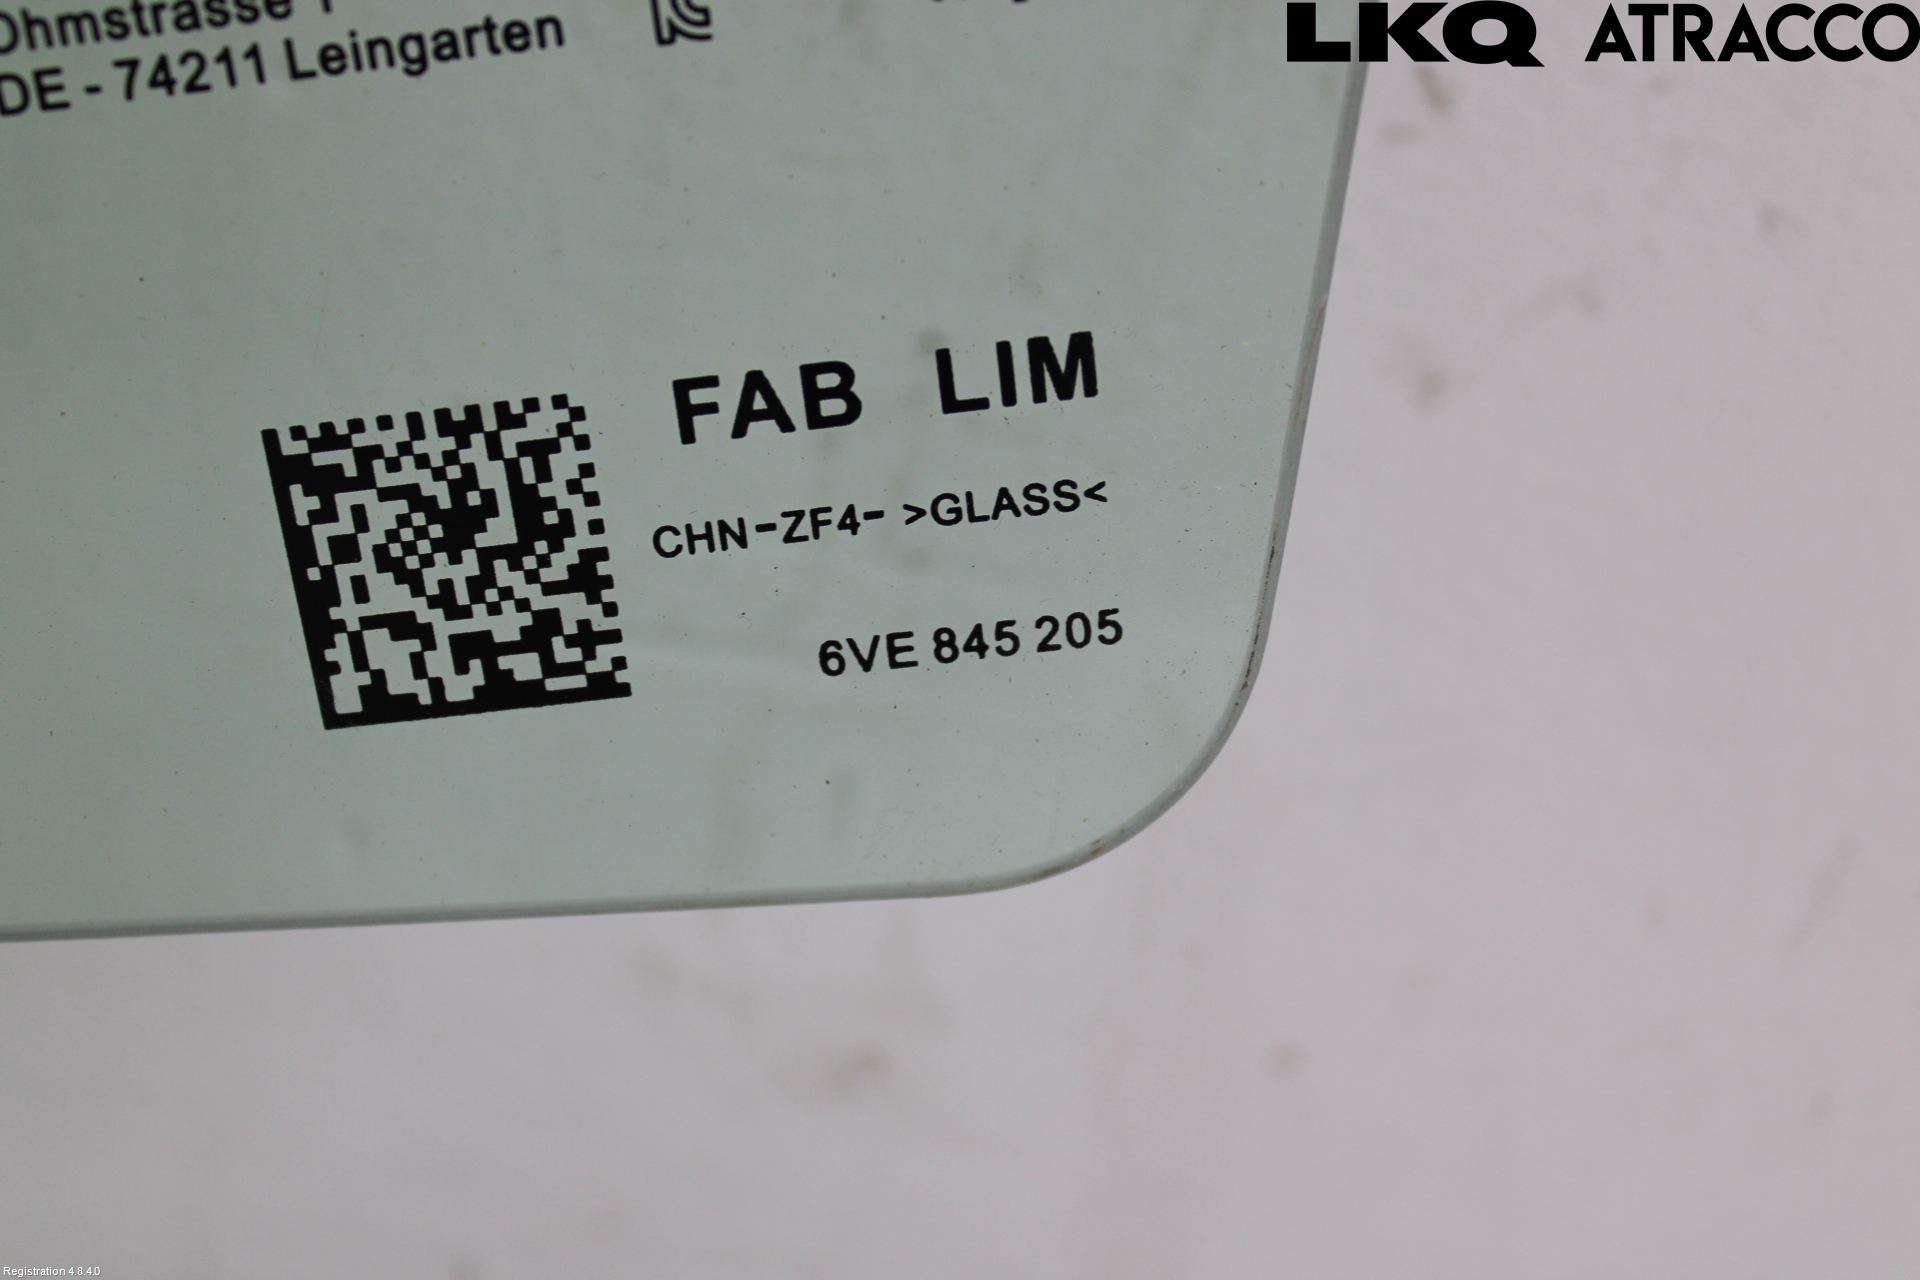 LKQ ATRACCO
Ohmstrasse 1
DE - 74211 Leingarten
FAB LIM
CHN-ZF4- >GLASS<
6VE 845 205
Registration 4.8.4.0